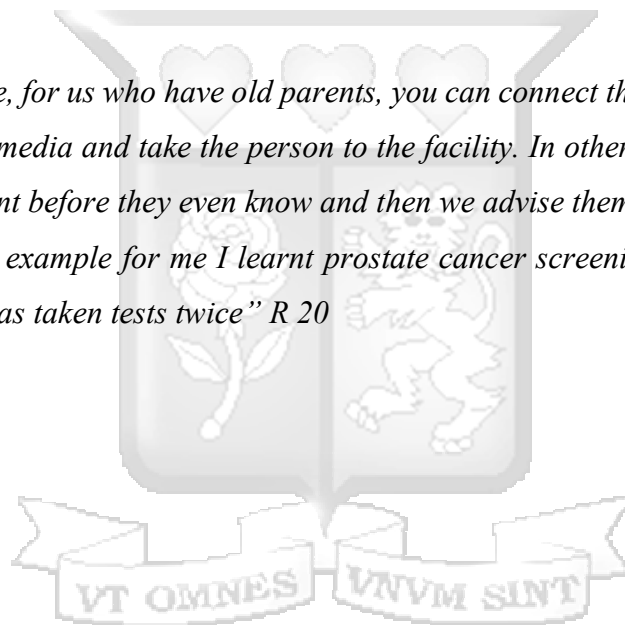 e, for us who have old parents, you can connect th
media and take the person to the facility. In other
nt before they even know and then we advise them
example for me I learnt prostate cancer screeni
as taken tests twice” R 20
VT OMNES VNVM SINT